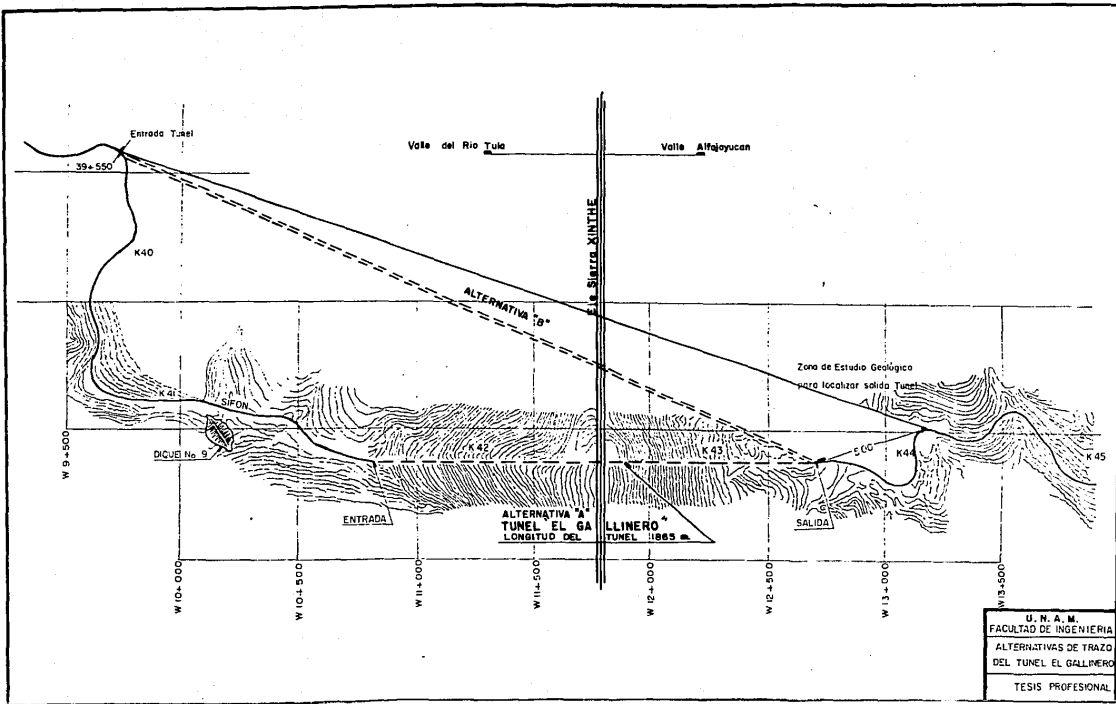 Entrada Tunel
39+550
Valle del Rio Tula
Valle Alfajayucan
K40
Eje Sierra XINTHE
ALTERNATIVA "B"
Zona de Estudio Geológico
para localizar salida Tunel
K41
SIFON
DIQUE No. 9
K42
K43
500
K44
K45
ENTRADA
ALTERNATIVA "A"
TUNEL "EL GALLINERO"
LONGITUD DEL TUNEL 1865 m.
SALIDA
W 9+500
W 10+000
W 10+500
W 11+000
W 11+500
W 12+000
W 12+500
W 13+000
W 13+500
U. N. A. M.
FACULTAD DE INGENIERIA
ALTERNATIVAS DE TRAZO
DEL TUNEL EL GALLINERO
TESIS PROFESIONAL